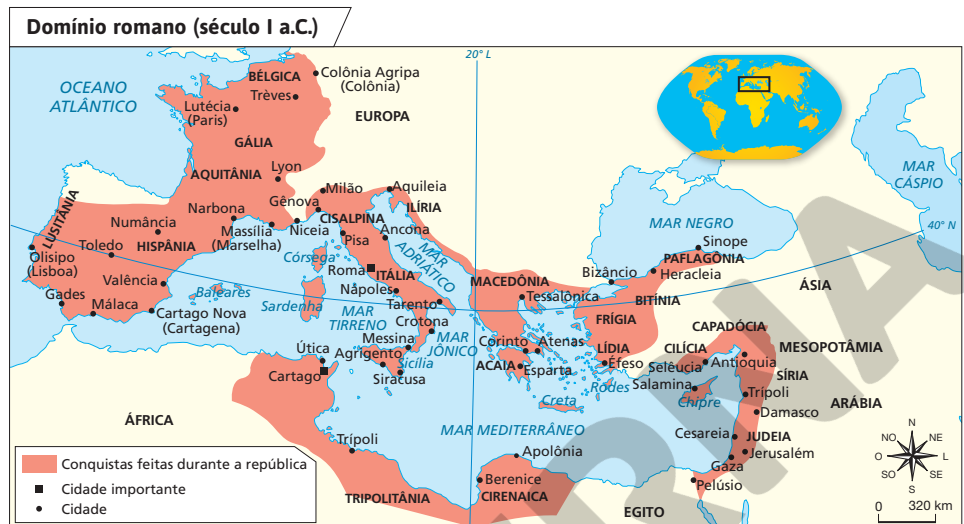 Domínio romano (século I a.C.)
20° L
OCEANO
ATLÂNTICO
BÉLGICA
Colônia Agripa
(Colônia)
Trèves
Lutécia
(Paris)
EUROPA
GÁLIA
MAR
CÁSPIO
AQUITÂNIA
Lyon
Milão
Aquileia
LUSITÂNIA
Numância
Narbona
Gênova
CISALPINA
ILÍRIA
MAR NEGRO
40° N
Toledo
HISPÂNIA
Massília
(Marselha)
Niceia
Pisa
Ancona
MAR
ADRIÁTICO
Sinope
PAFLAGÔNIA
Olisipo
(Lisboa)
Córsega
Roma
ITÁLIA
Bizâncio
Heracleia
Valência
Baleares
Nápoles
MACEDÔNIA
Tessalônica
BITÍNIA
ÁSIA
Gades
Málaca
Sardenha
Tarento
Cartago Nova
(Cartagena)
MAR
TIRRENO
Crotona
FRÍGIA
CAPADÓCIA
Messina
MAR
JÔNICO
Corinto
Atenas
LÍDIA
CILÍCIA
MESOPOTÂMIA
Útica
Agrigento
Sicília
ACAIA
Esparta
Éfeso
Selêucia
Antioquia
SÍRIA
Cartago
Siracusa
Rodes
Salamina
Trípoli
Creta
Chipre
ARÁBIA
Damasco
ÁFRICA
MAR MEDITERRÂNEO
Cesareia
JUDEIA
Trípoli
Apolônia
Jerusalém
Gaza
Berenice
Pelúsio
TRIPOLITÂNIA
CIRENAICA
EGITO
Conquistas feitas durante a república
Cidade importante
Cidade
N
NO
NE
O
L
SO
SE
S
0 320 km